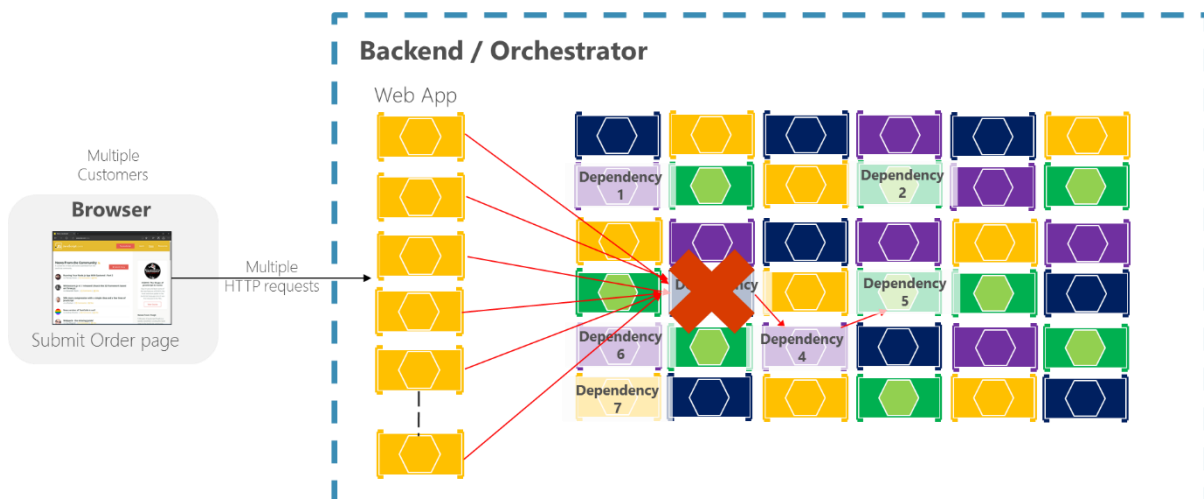 Backend / Orchestrator
Web App
Multiple
Customers
Browser
Submit Order page
Multiple
HTTP requests
Dependency
1
Dependency
2
Dependency
5
Dependency
6
Dependency
4
Dependency
7